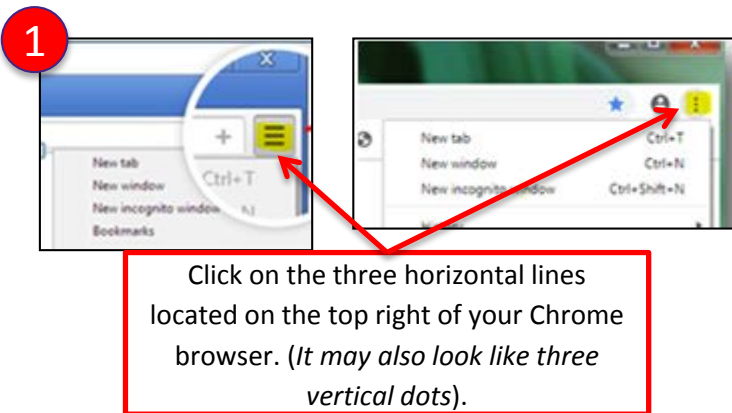 1
X
+
New tab
New window
New incognito window
Bookmarks
Ctrl+T
N
New tab Ctrl+T
New window Ctrl+N
New incognito window Ctrl+Shift+N
Click on the three horizontal lines
located on the top right of your Chrome
browser. (It may also look like three
vertical dots).